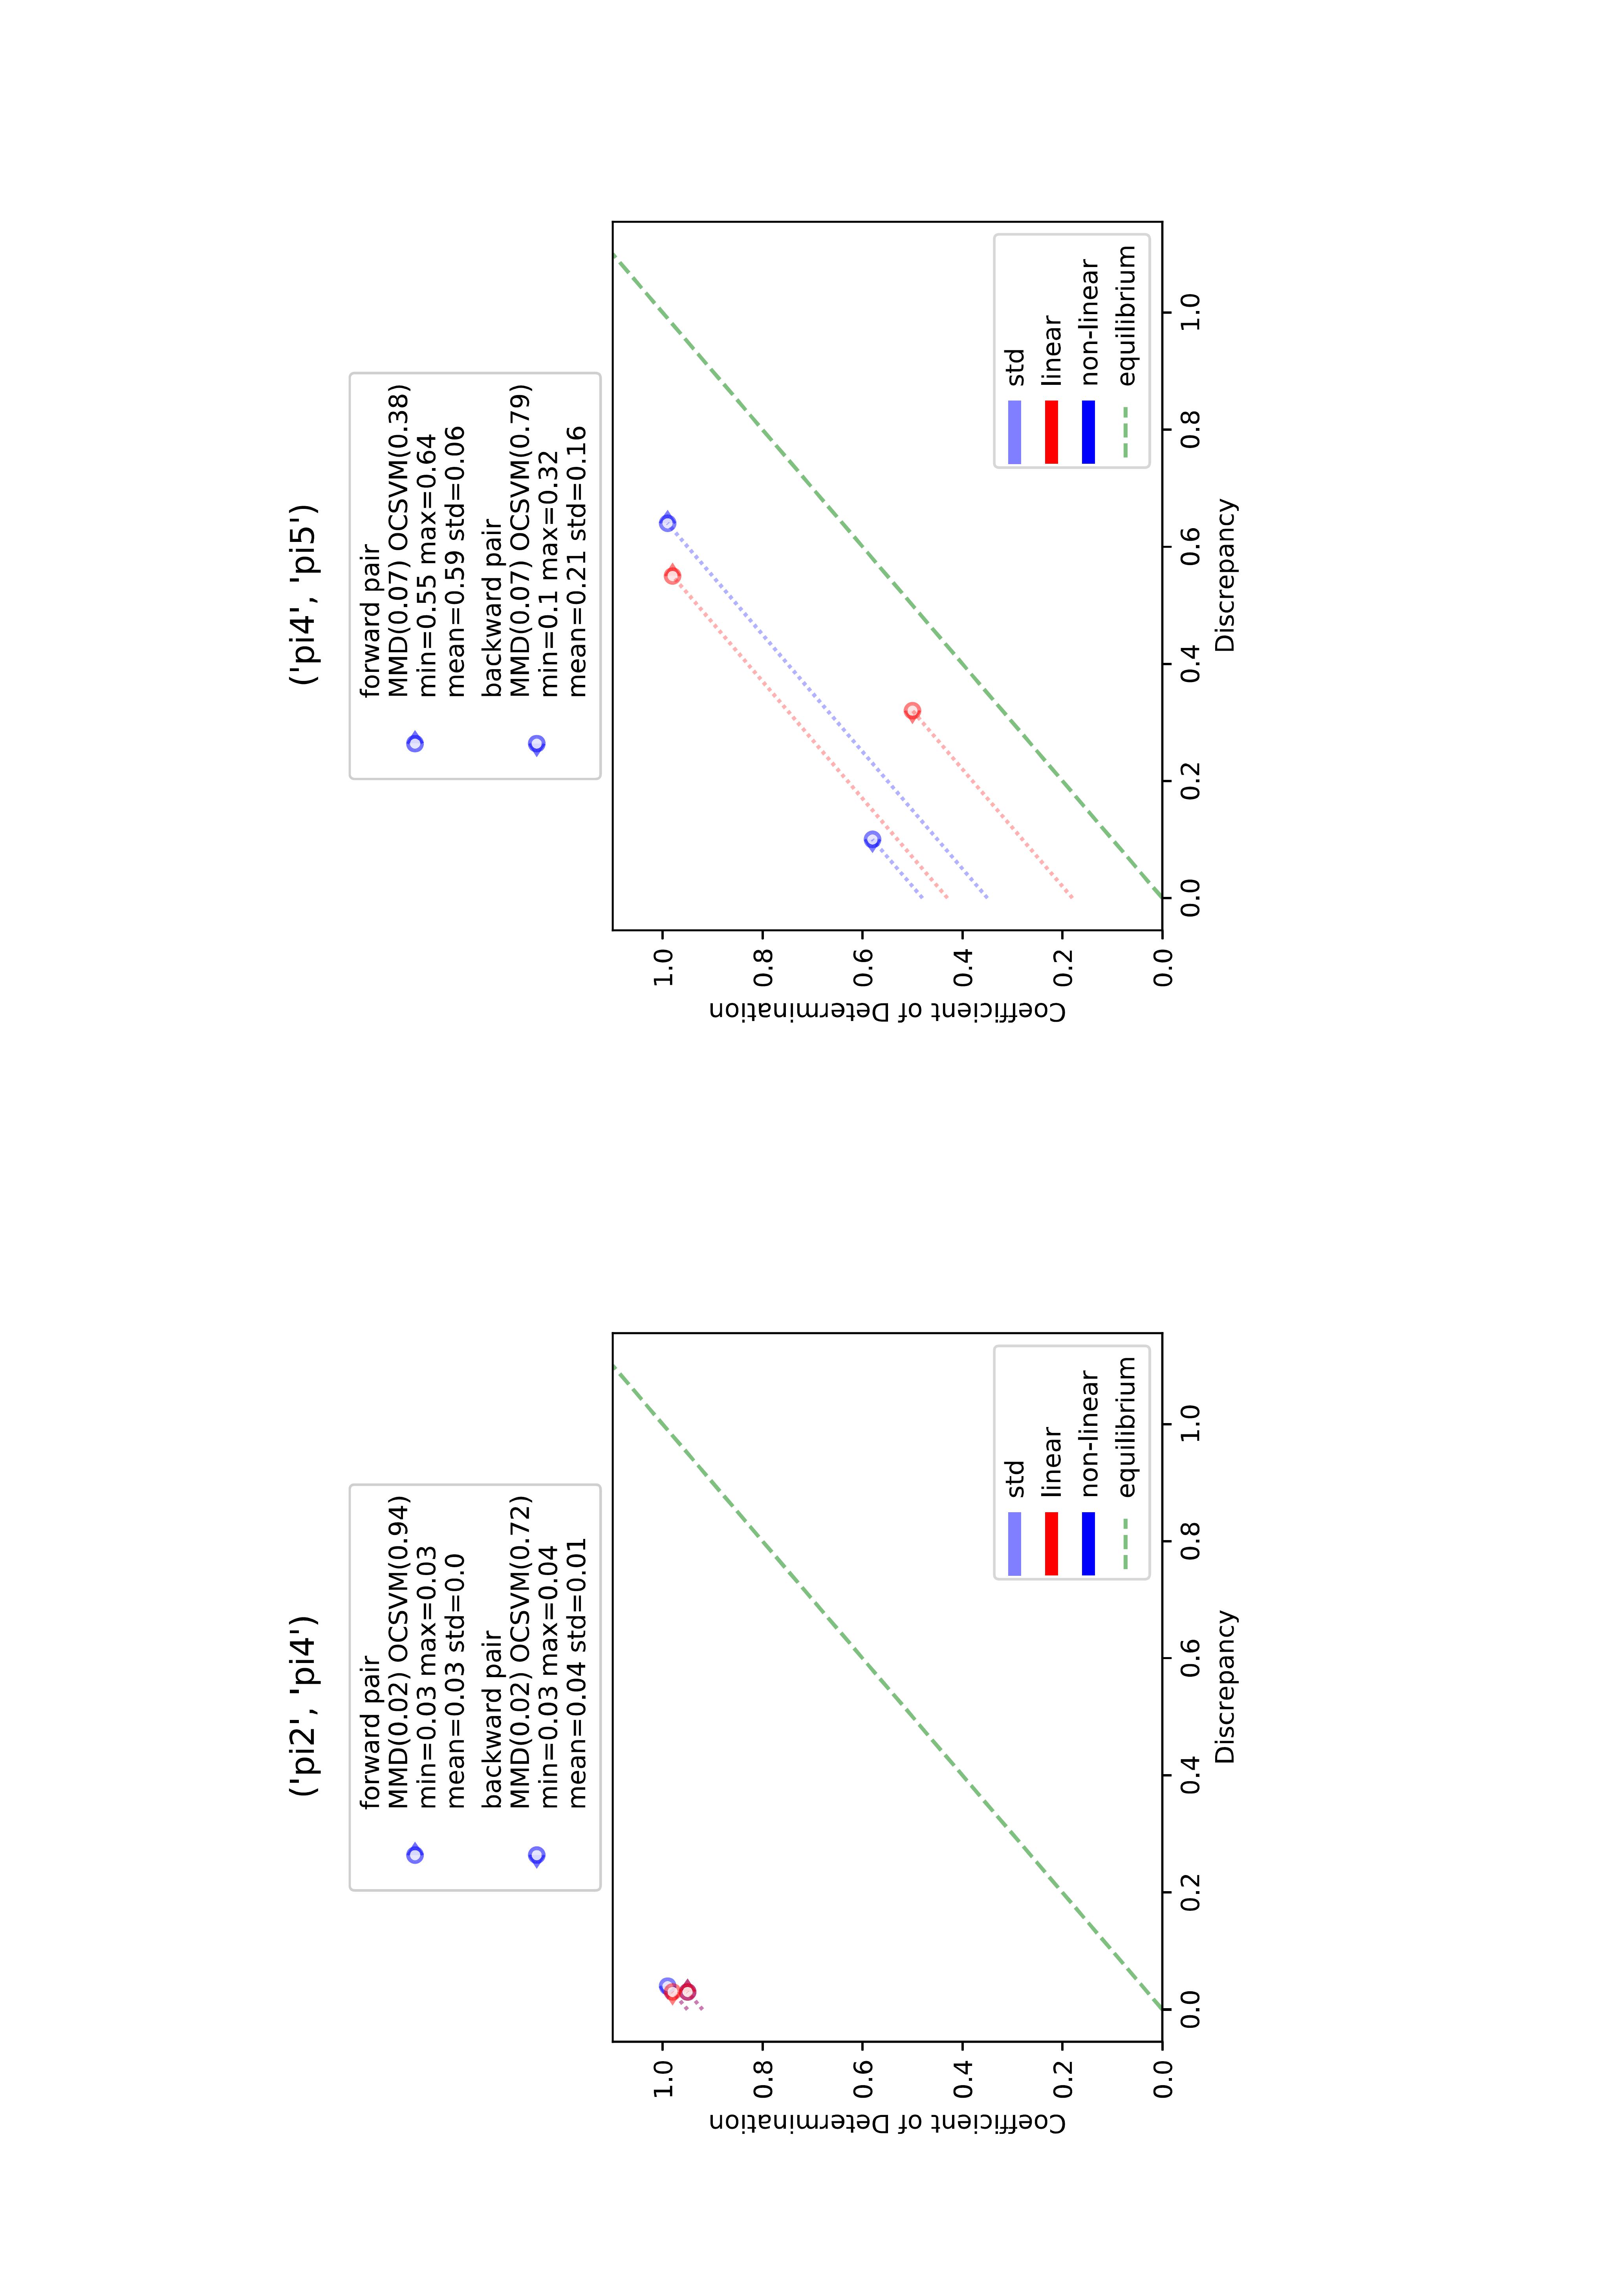 ('pi2', 'pi4')
forward pair
MMD(0.02) OCSVM(0.94)
min=0.03 max=0.03
mean=0.03 std=0.0
backward pair
MMD(0.02) OCSVM(0.72)
min=0.03 max=0.04
mean=0.04 std=0.01
Coefficient of Determination
1.0
0.8
0.6
0.4
0.2
0.0
std
linear
non-linear
equilibrium
0.0 0.2 0.4 0.6 0.8 1.0
Discrepancy
('pi4', 'pi5')
forward pair
MMD(0.07) OCSVM(0.38)
min=0.55 max=0.64
mean=0.59 std=0.06
backward pair
MMD(0.07) OCSVM(0.79)
min=0.1 max=0.32
mean=0.21 std=0.16
Coefficient of Determination
1.0
0.8
0.6
0.4
0.2
0.0
std
linear
non-linear
equilibrium
0.0 0.2 0.4 0.6 0.8 1.0
Discrepancy